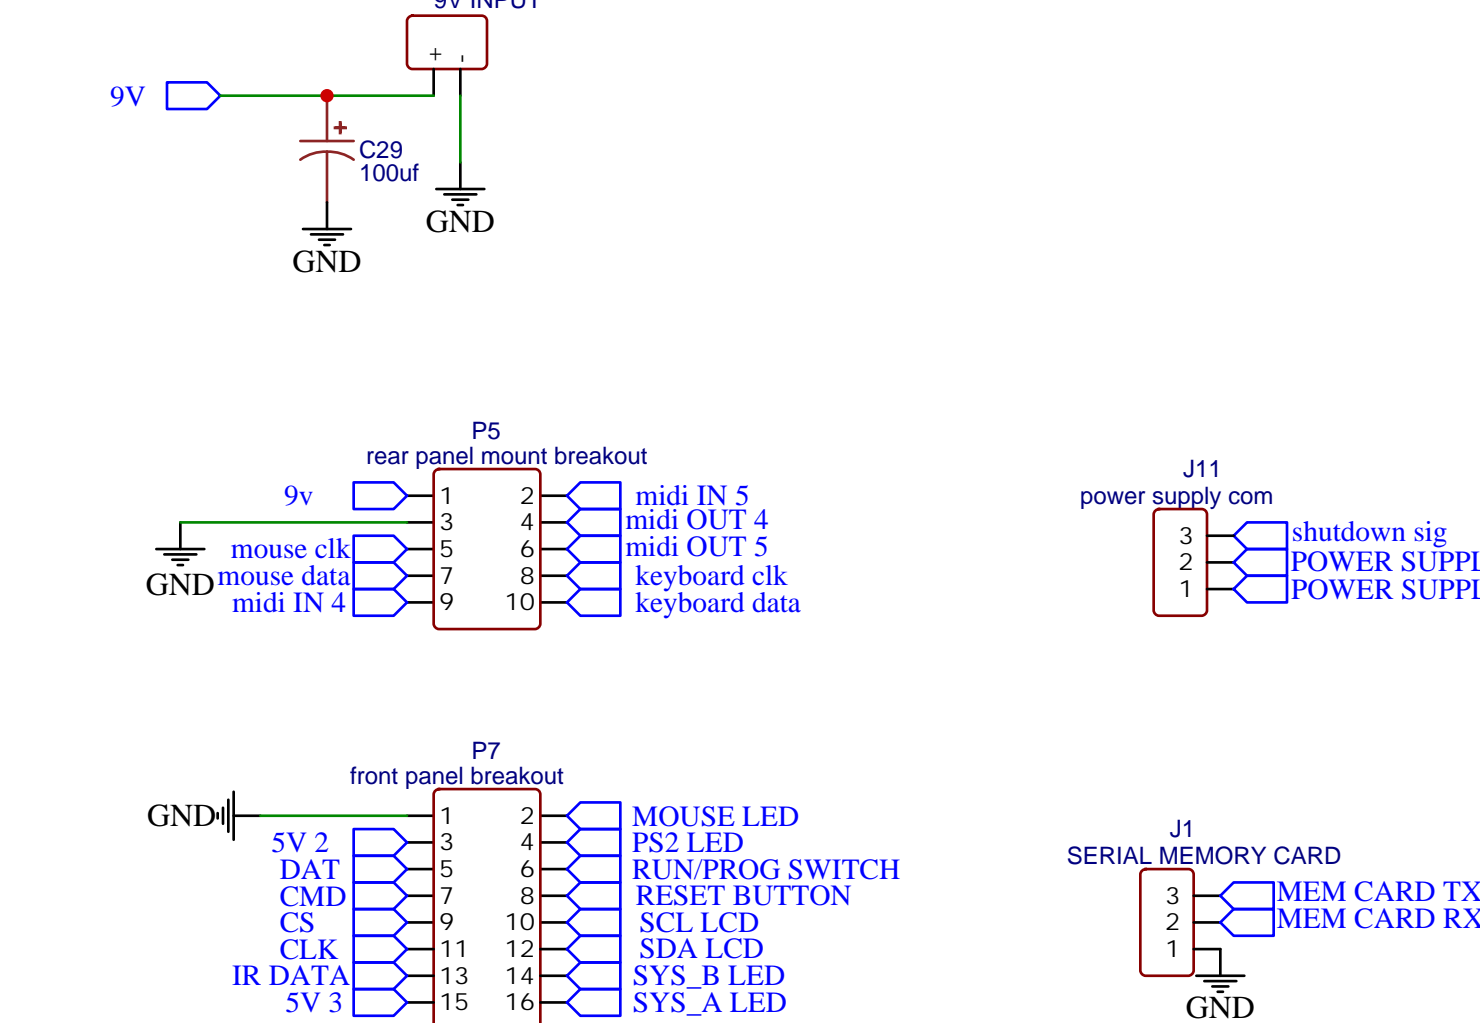 9V INPUT
+ -
9V
+
C29
100uf
GND
GND
P5
rear panel mount breakout
9v 1 2 midi IN 5
3 4 midi OUT 4
mouse clk 5 6 midi OUT 5
GND mouse data 7 8 keyboard clk
midi IN 4 9 10 keyboard data
J11
power supply com
3 shutdown sig
2 POWER SUPPL
1 POWER SUPPL
P7
front panel breakout
GND 1 2 MOUSE LED
5V 2 3 4 PS2 LED
DAT 5 6 RUN/PROG SWITCH
CMD 7 8 RESET BUTTON
CS 9 10 SCL LCD
CLK 11 12 SDA LCD
IR DATA 13 14 SYS_B LED
5V 3 15 16 SYS_A LED
J1
SERIAL MEMORY CARD
3 MEM CARD TX
2 MEM CARD RX
1
GND